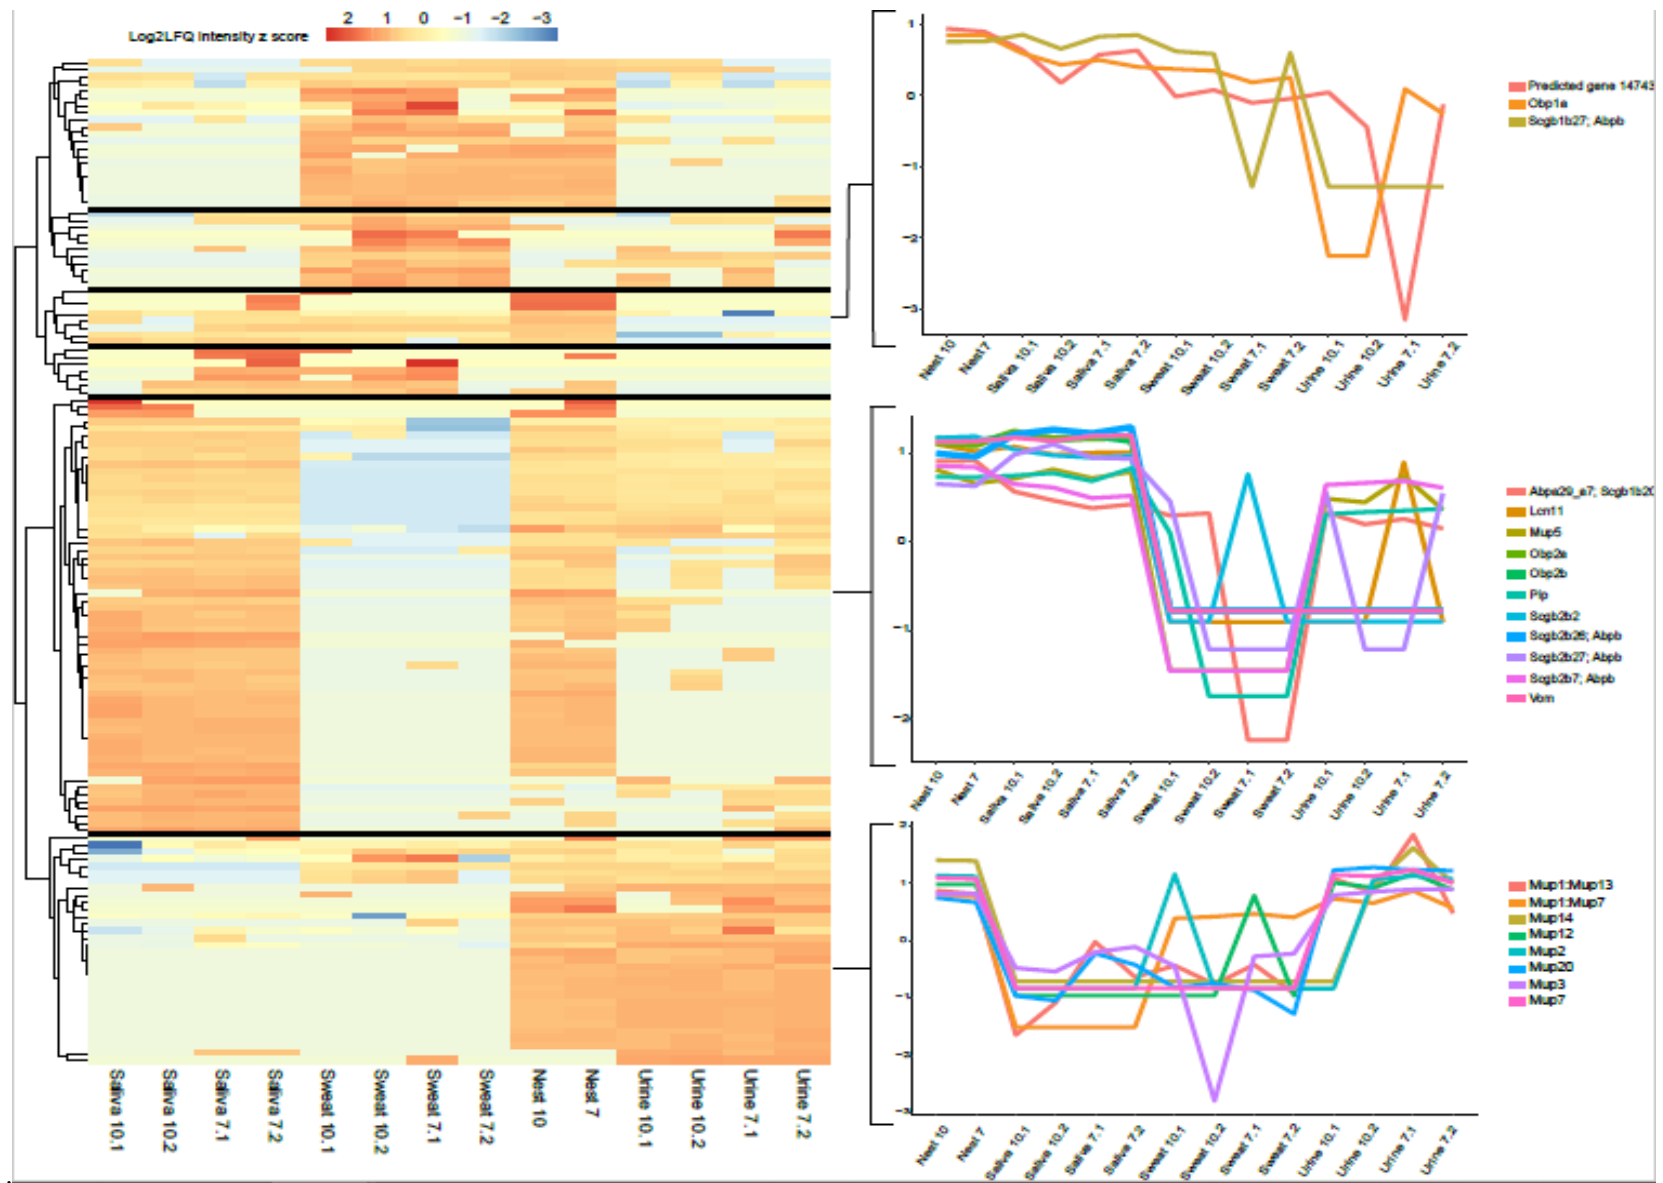 2 1 0 −1 −2 −3
Log2LFQ intensity z score
Saliva 10.1
Saliva 10.2
Saliva 7.1
Saliva 7.2
Sweat 10.1
Sweat 10.2
Sweat 7.1
Sweat 7.2
Nest 10
Nest 7
Urine 10.1
Urine 10.2
Urine 7.1
Urine 7.2
1
0
−1
−2
−3
Nest 10
Nest 7
Saliva 10.1
Saliva 10.2
Saliva 7.1
Saliva 7.2
Sweat 10.1
Sweat 10.2
Sweat 7.1
Sweat 7.2
Urine 10.1
Urine 10.2
Urine 7.1
Urine 7.2
Predicted gene 14743
Obp1a
Scgb1b27; Abpb
1
0
−1
−2
Nest 10
Nest 7
Saliva 10.1
Saliva 10.2
Saliva 7.1
Saliva 7.2
Sweat 10.1
Sweat 10.2
Sweat 7.1
Sweat 7.2
Urine 10.1
Urine 10.2
Urine 7.1
Urine 7.2
Abpa29_a7; Scgb1b20
Lcn11
Mup5
Obp2a
Obp2b
Pip
Scgb2b2
Scgb2b26; Abpb
Scgb2b27; Abpb
Scgb2b7; Abpb
Vom
2
1
0
−1
−2
−3
Nest 10
Nest 7
Saliva 10.1
Saliva 10.2
Saliva 7.1
Saliva 7.2
Sweat 10.1
Sweat 10.2
Sweat 7.1
Sweat 7.2
Urine 10.1
Urine 10.2
Urine 7.1
Urine 7.2
Mup1:Mup13
Mup1:Mup7
Mup14
Mup12
Mup2
Mup20
Mup3
Mup7